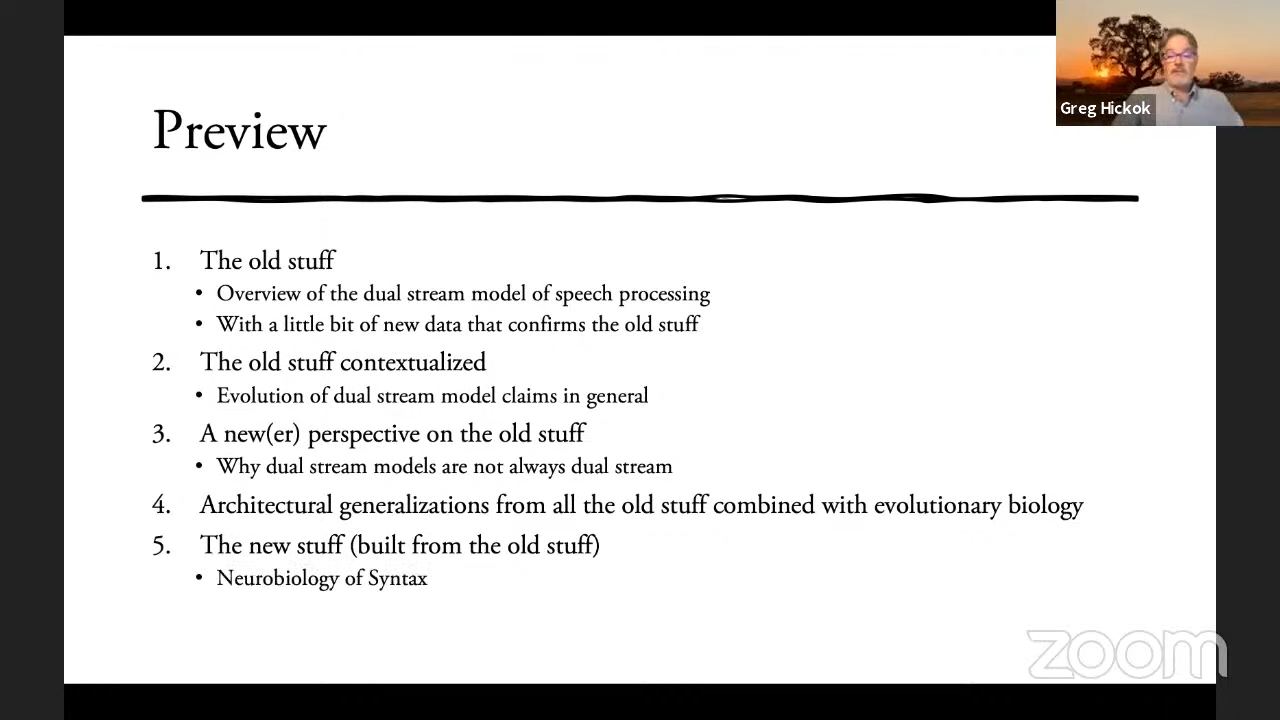 Preview
Greg Hickok
1. The old stuff
• Overview of the dual stream model of speech processing
• With a little bit of new data that confirms the old stuff
2. The old stuff contextualized
• Evolution of dual stream model claims in general
3. A new(er) perspective on the old stuff
• Why dual stream models are not always dual stream
4. Architectural generalizations from all the old stuff combined with evolutionary biology
5. The new stuff (built from the old stuff)
• Neurobiology of Syntax
zoom